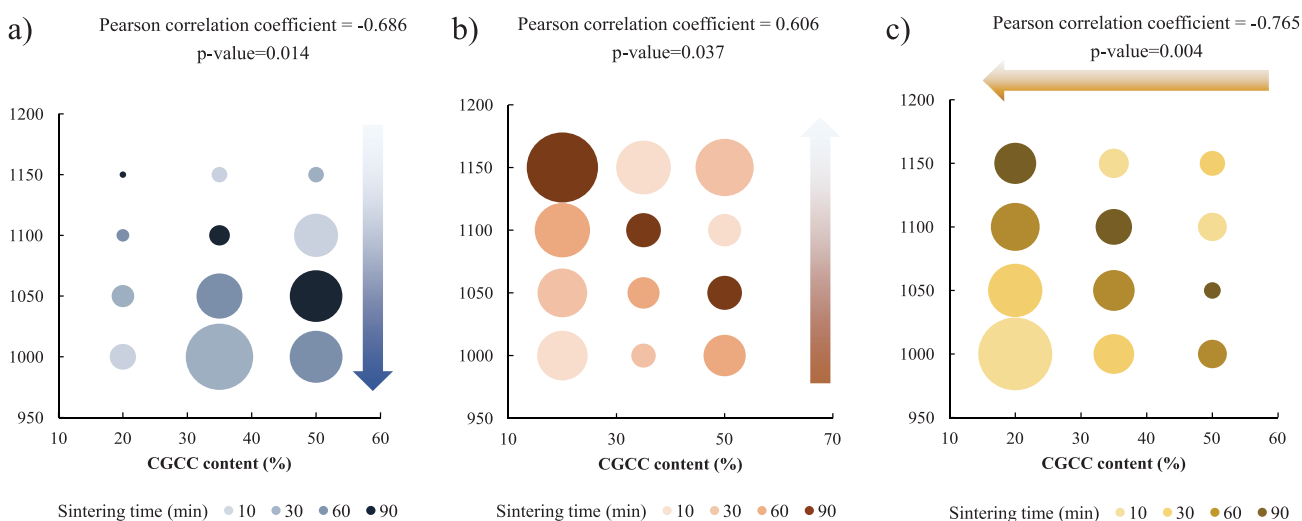 a)
Pearson correlation coefficient = -0.686
p-value=0.014
1200
1150
1100
1050
1000
950
10
20
30
40
50
60
CGCC content (%)
Sintering time (min) 10 30 60 90
b)
Pearson correlation coefficient = 0.606
p-value=0.037
1200
1150
1100
1050
1000
950
10
30
50
70
CGCC content (%)
Sintering time (min) 10 30 60 90
c)
Pearson correlation coefficient = -0.765
p-value=0.004
1200
1150
1100
1050
1000
950
10
20
30
40
50
60
CGCC content (%)
Sintering time (min) 10 30 60 90